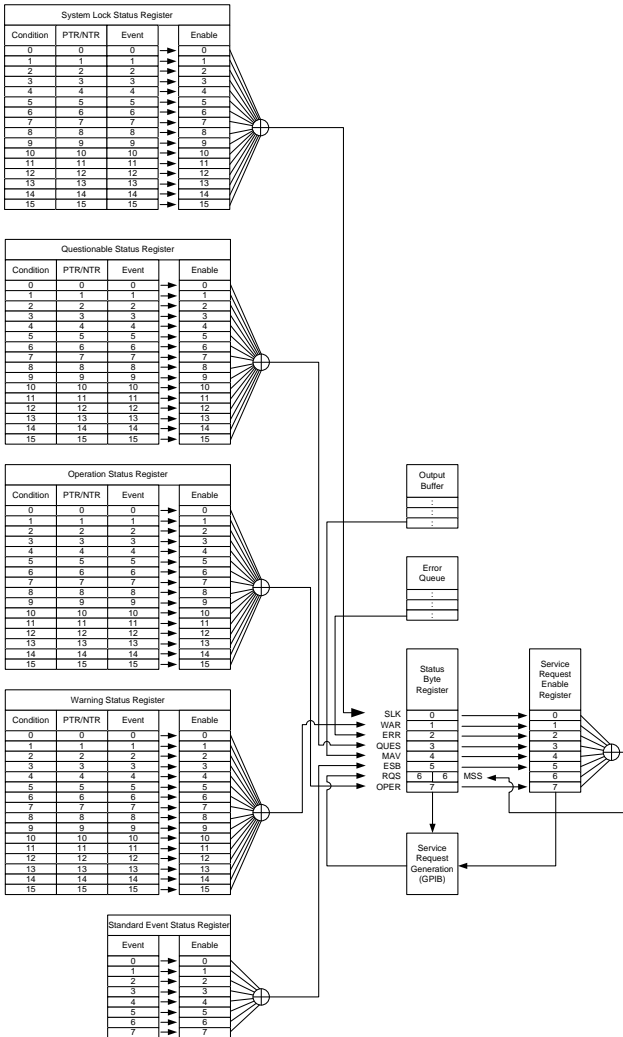 System Lock Status Register
Condition PTR/NTR Event Enable
0 0 0 0
1 1 1 1
2 2 2 2
3 3 3 3
4 4 4 4
5 5 5 5
6 6 6 6
7 7 7 7
8 8 8 8
9 9 9 9
10 10 10 10
11 11 11 11
12 12 12 12
13 13 13 13
14 14 14 14
15 15 15 15
Questionable Status Register
Condition PTR/NTR Event Enable
0 0 0 0
1 1 1 1
2 2 2 2
3 3 3 3
4 4 4 4
5 5 5 5
6 6 6 6
7 7 7 7
8 8 8 8
9 9 9 9
10 10 10 10
11 11 11 11
12 12 12 12
13 13 13 13
14 14 14 14
15 15 15 15
Operation Status Register
Condition PTR/NTR Event Enable
0 0 0 0
1 1 1 1
2 2 2 2
3 3 3 3
4 4 4 4
5 5 5 5
6 6 6 6
7 7 7 7
8 8 8 8
9 9 9 9
10 10 10 10
11 11 11 11
12 12 12 12
13 13 13 13
14 14 14 14
15 15 15 15
Output
Buffer
:
:
:
Error
Queue
:
:
:
Warning Status Register
Condition PTR/NTR Event Enable
0 0 0 0
1 1 1 1
2 2 2 2
3 3 3 3
4 4 4 4
5 5 5 5
6 6 6 6
7 7 7 7
8 8 8 8
9 9 9 9
10 10 10 10
11 11 11 11
12 12 12 12
13 13 13 13
14 14 14 14
15 15 15 15
Status
Byte
Register
Service
Request
Enable
Register
SLK 0 0
WAR 1 1
ERR 2 2
QUES 3 3
MAV 4 4
ESB 5 5
RQS 6 6 MSS 6
OPER 7 7
Service
Request
Generation
(GPIB)
Standard Event Status Register
Event Enable
0 0
1 1
2 2
3 3
4 4
5 5
6 6
7 7